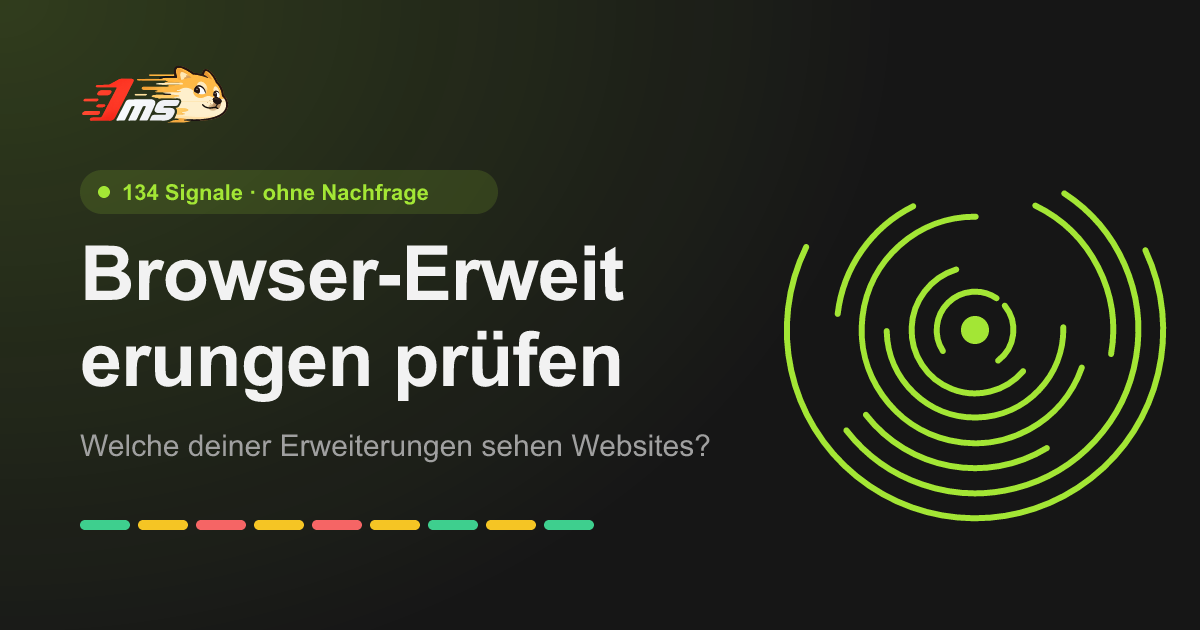 1ms
134 Signale · ohne Nachfrage
Browser-Erweit
erungen prüfen
Welche deiner Erweiterungen sehen Websites?